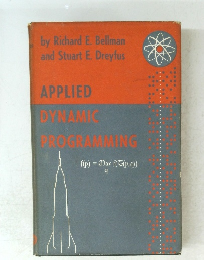 by Richard E. Bellman
and Stuart E. Dreyfus
APPLIED
DYNAMIC
PROGRAMMING